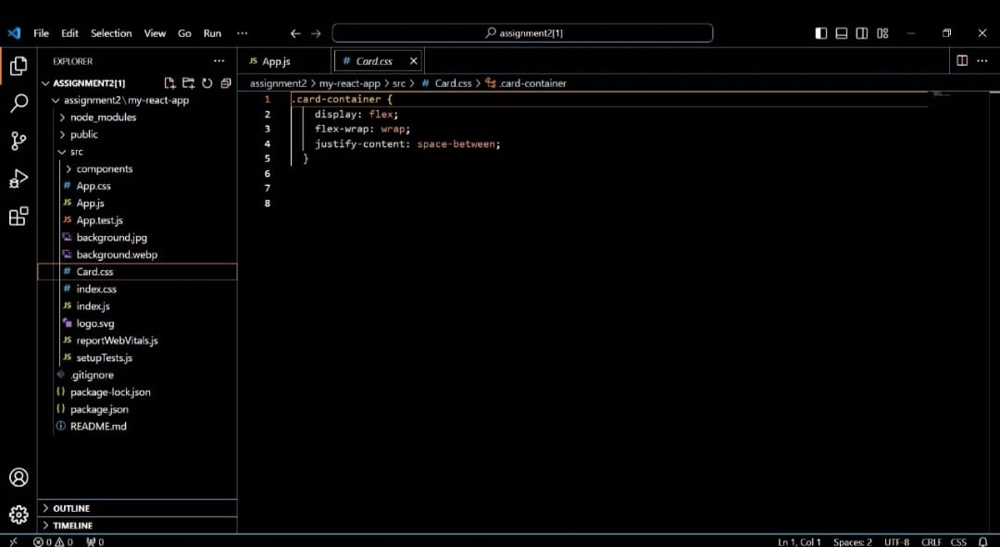 File Edit Selection View Go Run ··· ← → assignment2[1]
EXPLORER ···
JS App.js # Card.css ×
ASSIGNMENT2[1]
assignment2 > my-react-app > src > # Card.css > .card-container
assignment2\my-react-app
node_modules
public
src
components
# App.css
JS App.js
JS App.test.js
background.jpg
background.webp
# Card.css
# index.css
JS index.js
logo.svg
JS reportWebVitals.js
JS setupTests.js
.gitignore
{} package-lock.json
{} package.json
README.md
OUTLINE
TIMELINE
1 .card-container {
2 display: flex;
3 flex-wrap: wrap;
4 justify-content: space-between;
5 }
6
7
8
0 0 0 Ln 1, Col 1 Spaces: 2 UTF-8 CRLF CSS